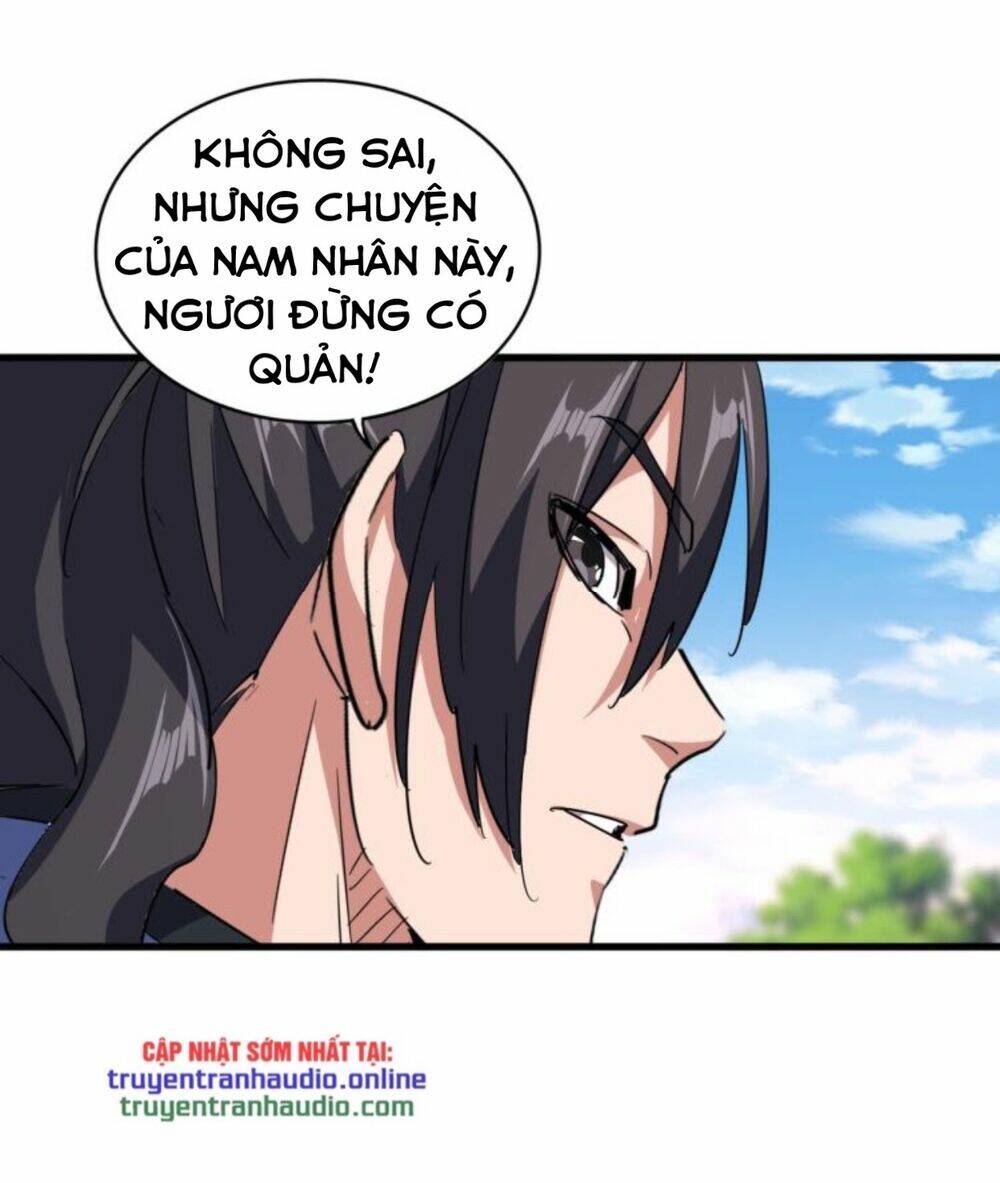 KHÔNG SAI,
NHƯNG CHUYỆN
CỦA NAM NHÂN NÀY,
NGƯƠI ĐỪNG CÓ
QUẢN!
CẬP NHẬT SỚM NHẤT TẠI:
truyentranhaudio.online
truyentranhaudio.com